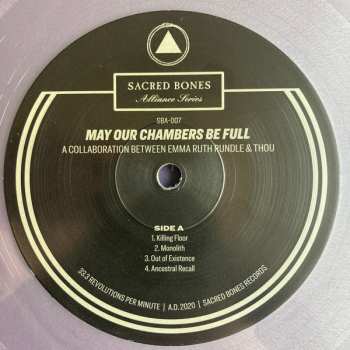 SACRED BONES
Alliance Series
SBA-007
MAY OUR CHAMBERS BE FULL
A COLLABORATION BETWEEN EMMA RUTH RUNDLE & THOU
SIDE A
1. Killing Floor
2. Monolith
3. Out of Existence
4. Ancestral Recall
33.3 REVOLUTIONS PER MINUTE | A.D. 2020 | SACRED BONES RECORDS